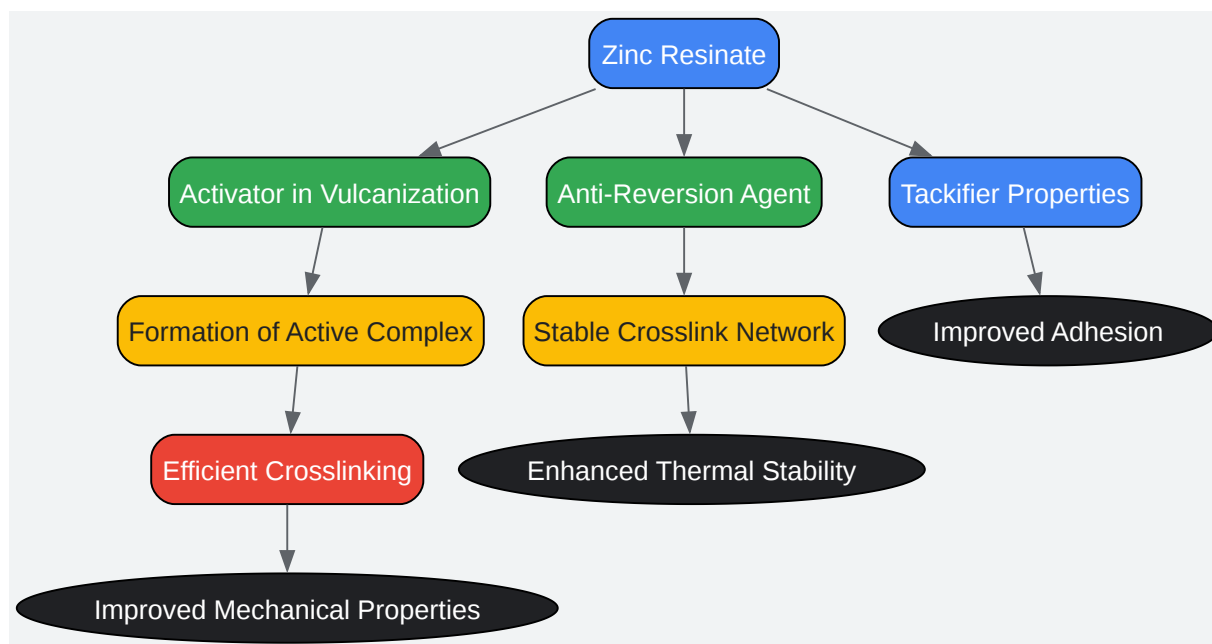 Zinc Resinate
Activator in Vulcanization
Anti-Reversion Agent
Tackifier Properties
Formation of Active Complex
Stable Crosslink Network
Improved Adhesion
Efficient Crosslinking
Enhanced Thermal Stability
Improved Mechanical Properties